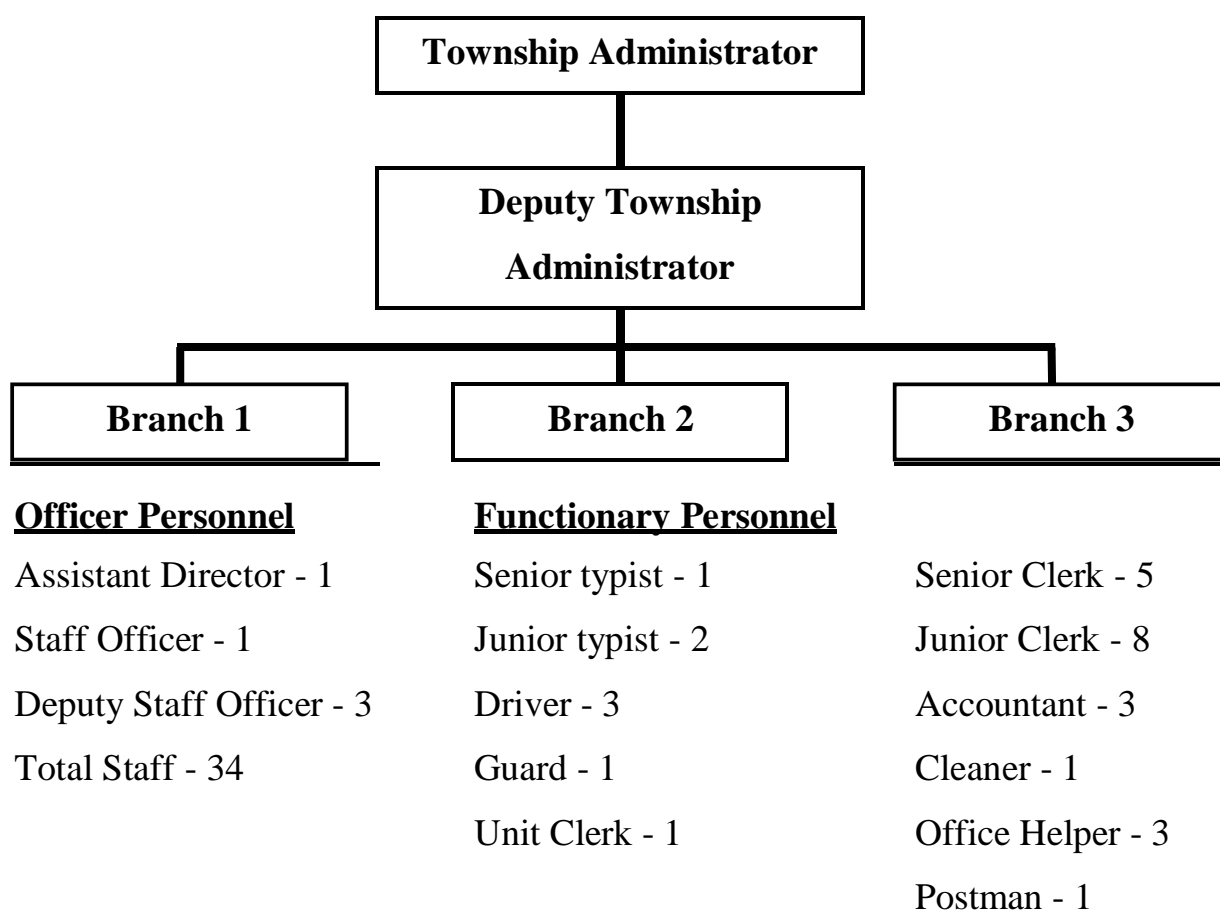 Township Administrator
Deputy Township
Administrator
Branch 1
Branch 2
Branch 3
Officer Personnel
Assistant Director - 1
Staff Officer - 1
Deputy Staff Officer - 3
Total Staff - 34
Functionary Personnel
Senior typist - 1
Junior typist - 2
Driver - 3
Guard - 1
Unit Clerk - 1
Senior Clerk - 5
Junior Clerk - 8
Accountant - 3
Cleaner - 1
Office Helper - 3
Postman - 1